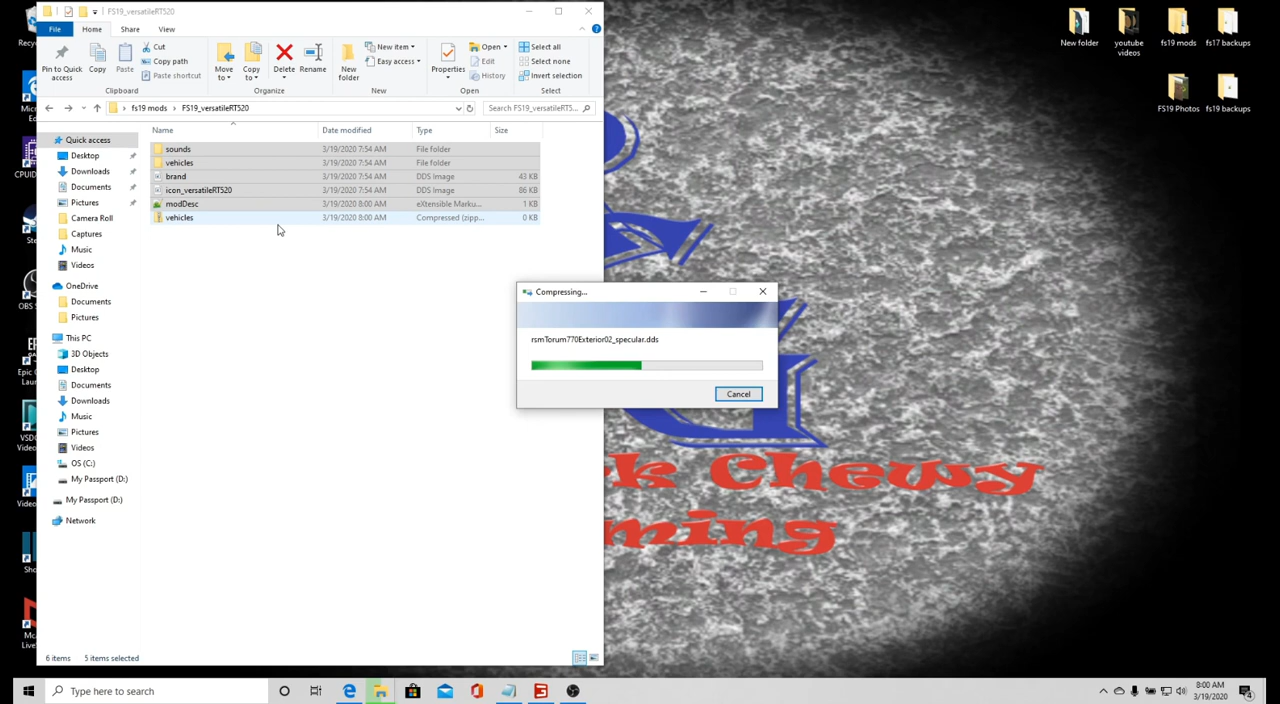 FS19_versatileRT520
File
Home
Share
View
Pin to Quick access
Copy
Paste
Cut
Copy path
Paste shortcut
Clipboard
Move to
Copy to
Delete
Rename
Organize
New folder
New item
Easy access
New
Properties
Open
Edit
History
Open
Select all
Select none
Invert selection
Select
fs19 mods > FS19_versatileRT520
Search FS19_versatileRT5...
Name Date modified Type Size
sounds 3/19/2020 7:54 AM File folder
vehicles 3/19/2020 7:54 AM File folder
brand 3/19/2020 7:54 AM DDS Image 43 KB
icon_versatileRT520 3/19/2020 7:54 AM DDS Image 86 KB
modDesc 3/19/2020 8:00 AM eXtensible Marku... 1 KB
vehicles 3/19/2020 8:00 AM Compressed (zipp... 0 KB
Quick access
Desktop
Downloads
Documents
Pictures
Camera Roll
Captures
Music
Videos
OneDrive
Documents
Pictures
This PC
3D Objects
Desktop
Documents
Downloads
Music
Pictures
Videos
OS (C:)
My Passport (D:)
My Passport (D:)
Network
6 items 5 items selected
Compressing...
rsmTorum770Exterior02_specular.dds
Cancel
New folder
youtube videos
fs19 mods
fs17 backups
FS19 Photos
fs19 backups
k Chewy
ming
Type here to search
8:00 AM
3/19/2020
4